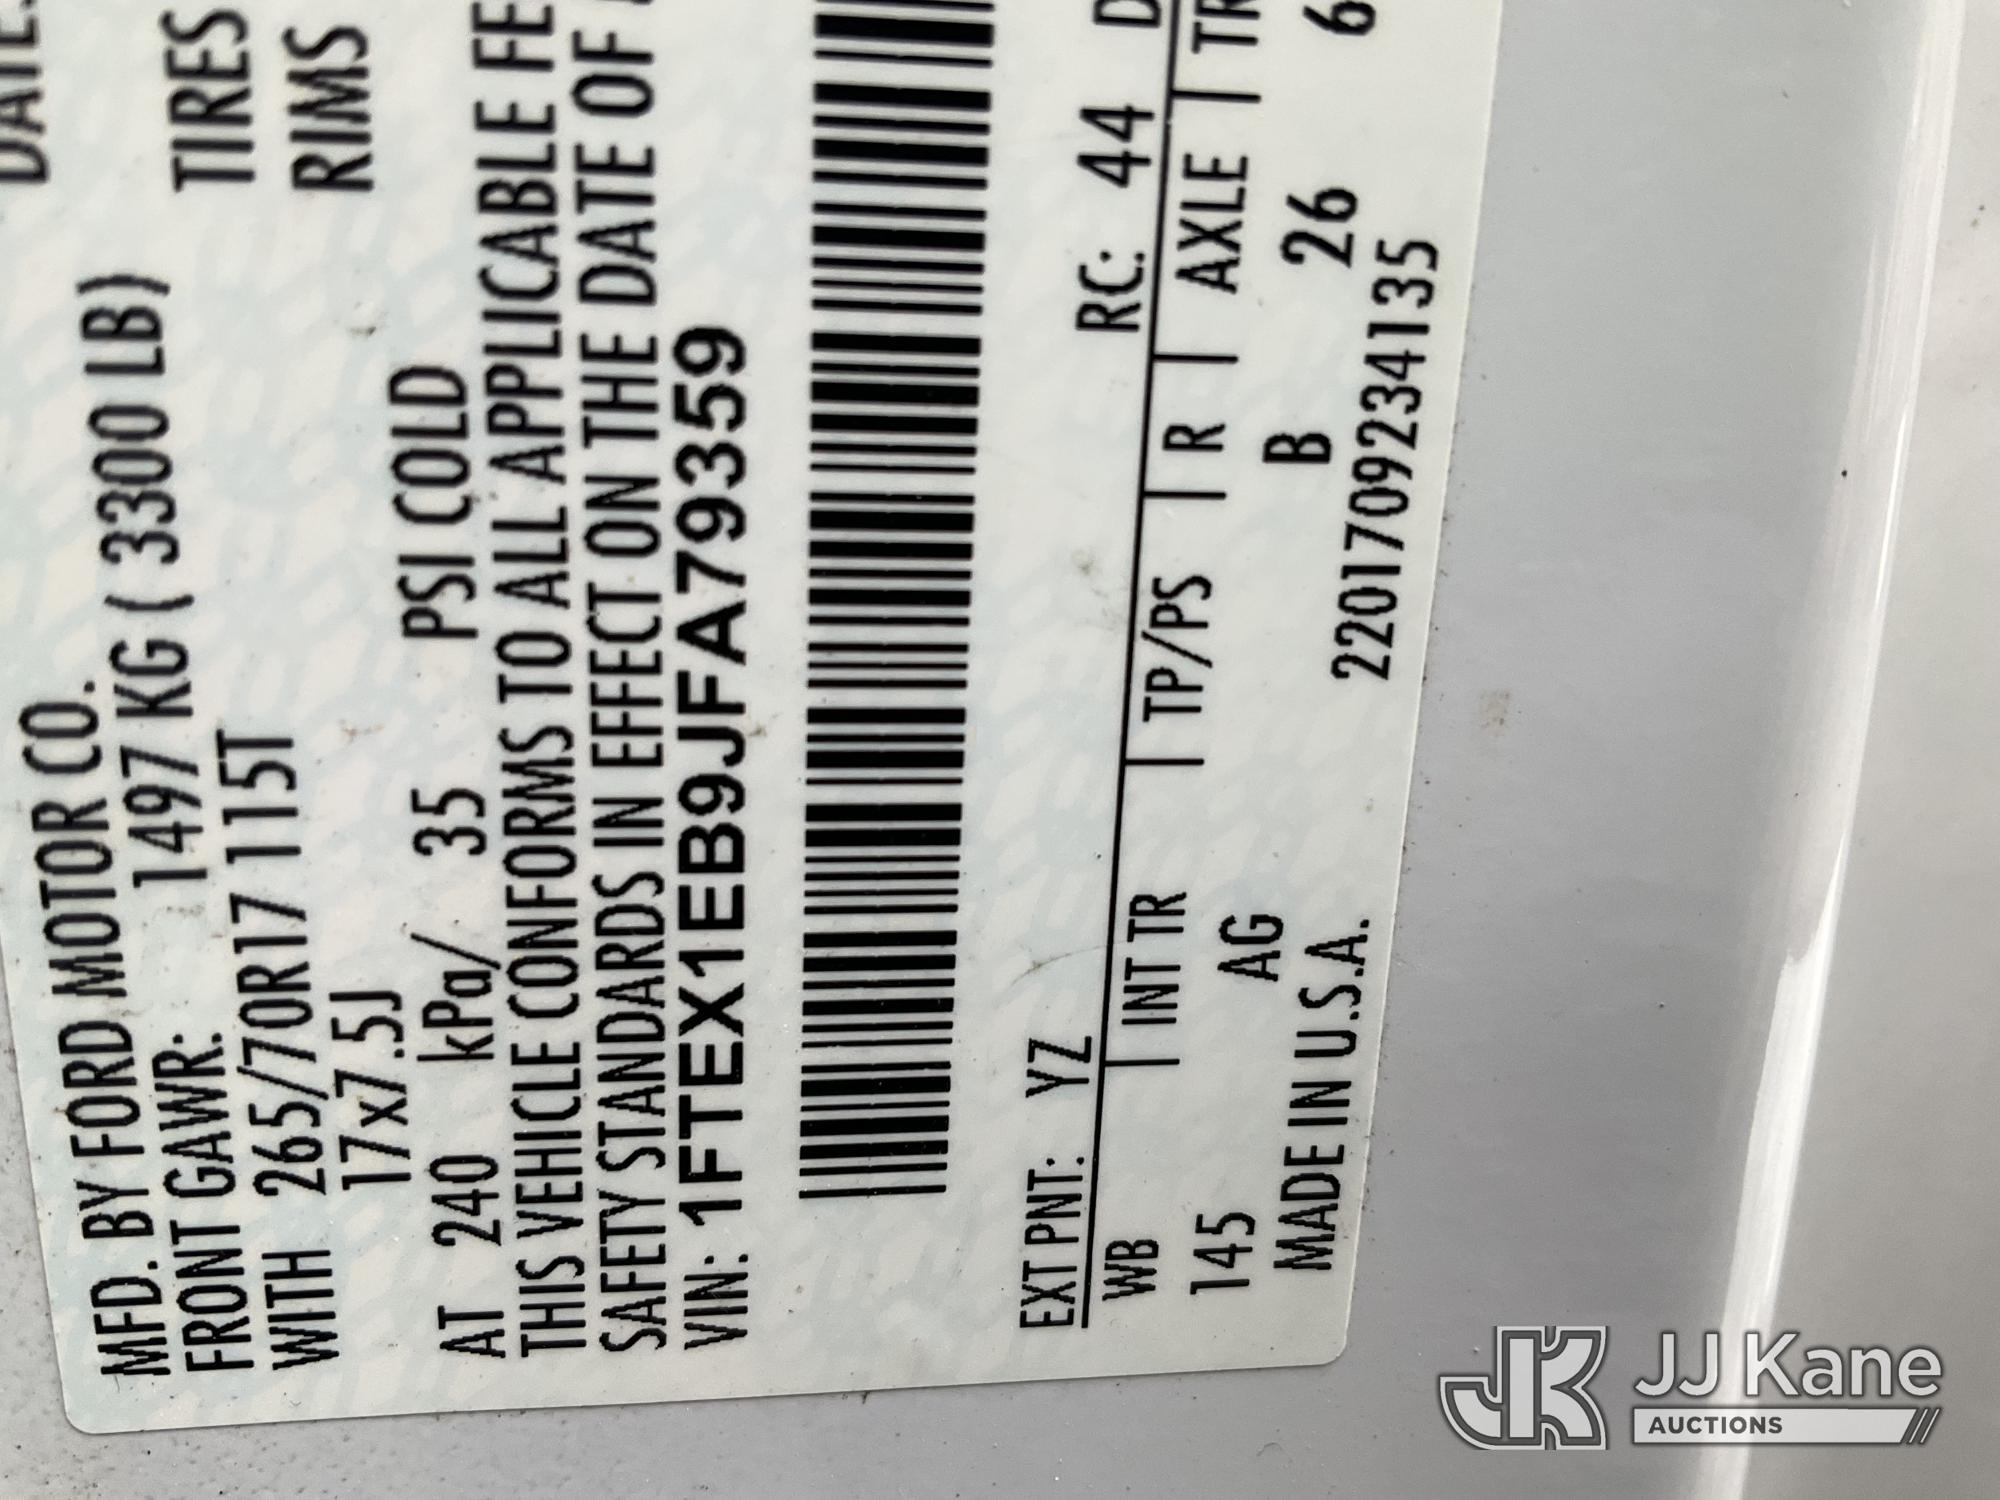 MFD. BY FORD MOTOR CO.
FRONT GAWR: 1497 KG ( 3300 LB)
WITH 265/70R17 115T TIRES
17x7.5J RIMS
AT 240 kPa/ 35 PSI COLD
THIS VEHICLE CONFORMS TO ALL APPLICABLE
SAFETY STANDARDS IN EFFECT ON THE DATE OF
VIN: 1FTEX1EB9JFA79359
EXT PNT: YZ RC: 44
WB | INT TR | TP/PS | R | AXLE | TR
145 AG B 26 6
MADE IN U.S.A. 2201709234135
JK JJ Kane
AUCTIONS